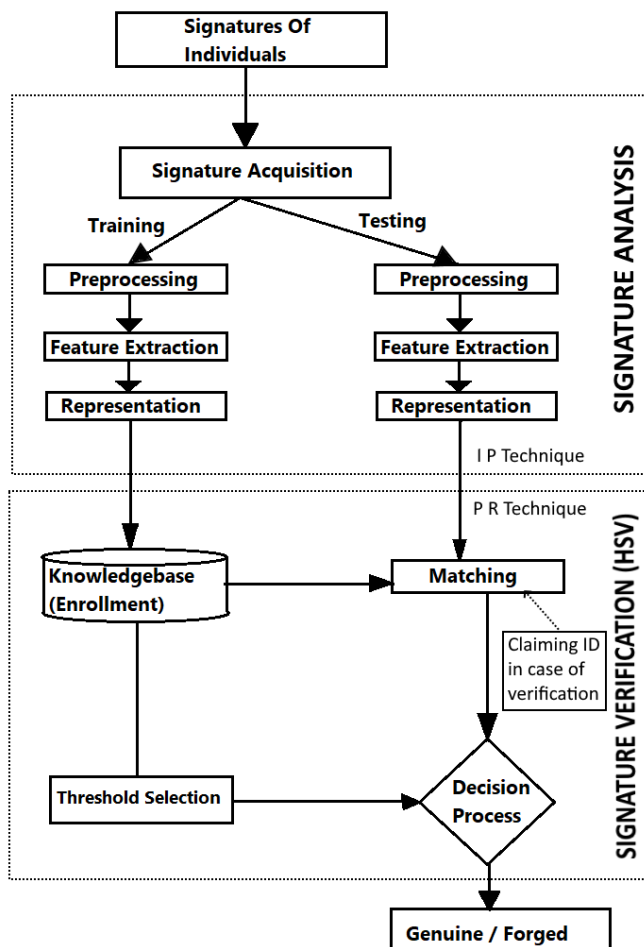 Signatures Of
Individuals
Signature Acquisition
Training
Testing
Preprocessing
Preprocessing
Feature Extraction
Feature Extraction
Representation
Representation
SIGNATURE ANALYSIS
I P Technique
P R Technique
Knowledgebase
(Enrollment)
Matching
Claiming ID
in case of
verification
Threshold Selection
Decision
Process
SIGNATURE VERIFICATION (HSV)
Genuine / Forged